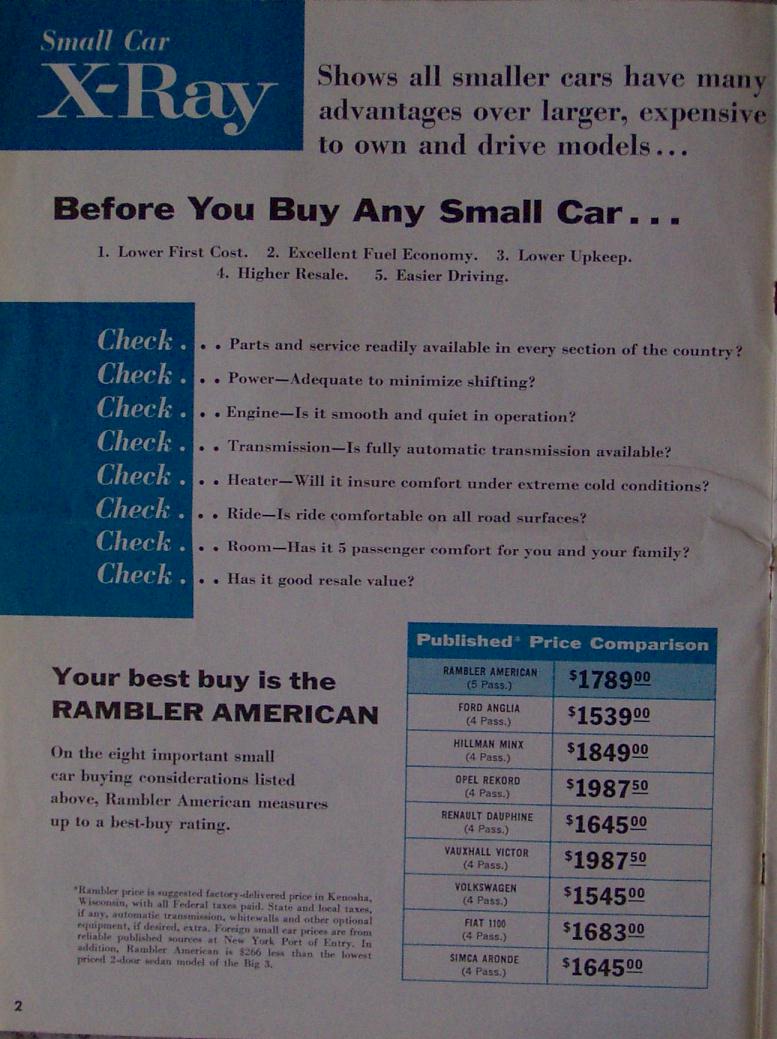 Small Car
X-Ray
Shows all smaller cars have many
advantages over larger, expensive
to own and drive models...
Before You Buy Any Small Car...
1. Lower First Cost. 2. Excellent Fuel Economy. 3. Lower Upkeep.
4. Higher Resale. 5. Easier Driving.
Check... Parts and service readily available in every section of the country?
Check... Power—Adequate to minimize shifting?
Check... Engine—Is it smooth and quiet in operation?
Check... Transmission—Is fully automatic transmission available?
Check... Heater—Will it insure comfort under extreme cold conditions?
Check... Ride—Is ride comfortable on all road surfaces?
Check... Room—Has it 5 passenger comfort for you and your family?
Check... Has it good resale value?
Your best buy is the
RAMBLER AMERICAN
On the eight important small
car buying considerations listed
above, Rambler American measures
up to a best-buy rating.
*Rambler price is suggested factory-delivered price in Kenosha,
Wisconsin, with all Federal taxes paid. State and local taxes,
if any, automatic transmission, whitewalls and other optional
equipment, if desired, extra. Foreign small car prices are from
reliable published sources at New York Port of Entry. In
addition, Rambler American is $266 less than the lowest
priced 2-door sedan model of the Big 3.
Published* Price Comparison
RAMBLER AMERICAN
(5 Pass.)
$1789.00
FORD ANGLIA
(4 Pass.)
$1539.00
HILLMAN MINX
(4 Pass.)
$1849.00
OPEL REKORD
(4 Pass.)
$1987.50
RENAULT DAUPHINE
(4 Pass.)
$1645.00
VAUXHALL VICTOR
(4 Pass.)
$1987.50
VOLKSWAGEN
(4 Pass.)
$1545.00
FIAT 1100
(4 Pass.)
$1683.00
SIMCA ARONDE
(4 Pass.)
$1645.00
2